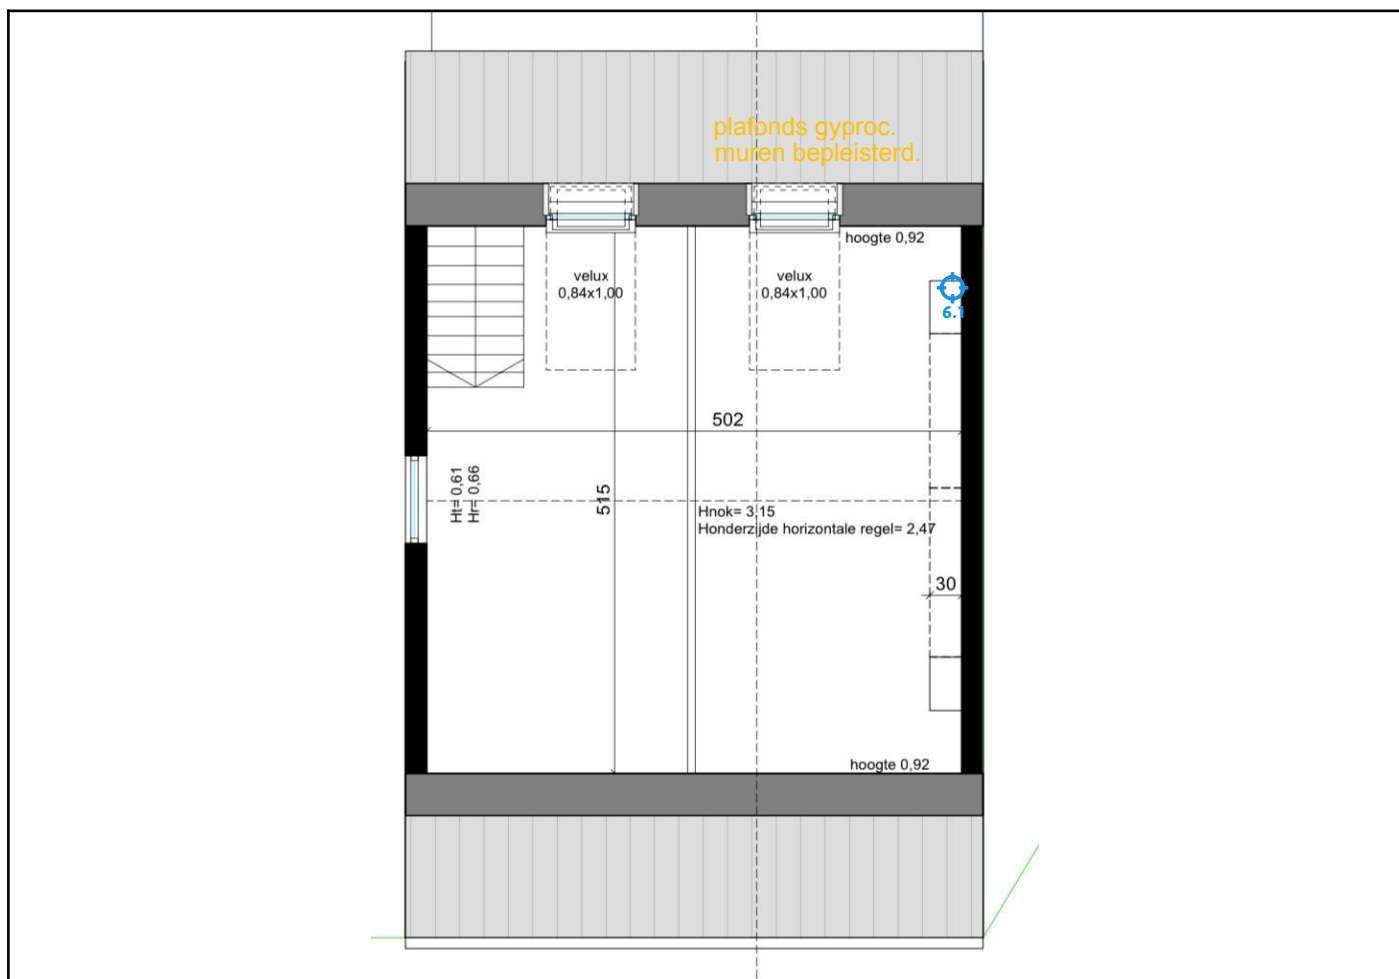 plafonds gyproc.
muren bepleisterd.
hoogte 0,92
velux
0,84x1,00
velux
0,84x1,00
6.1
502
Ht= 0,61
Hr= 0,66
515
Hnok= 3,15
Honderzijde horizontale regel= 2,47
30
hoogte 0,92